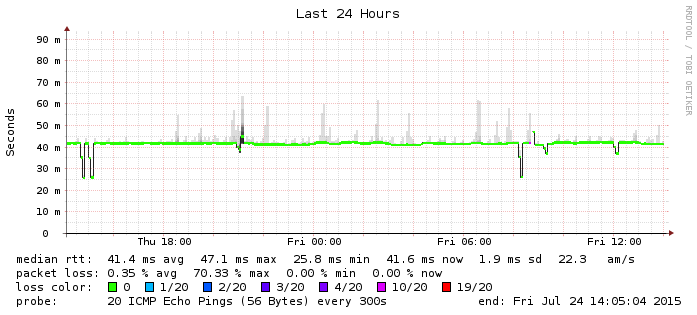 Last 24 Hours
RRDTOOL / TOBI OETIKER
Seconds
90 m
80 m
70 m
60 m
50 m
40 m
30 m
20 m
10 m
0
Thu 18:00 Fri 00:00 Fri 06:00 Fri 12:00
median rtt: 41.4 ms avg 47.1 ms max 25.8 ms min 41.6 ms now 1.9 ms sd 22.3 am/s
packet loss: 0.35 % avg 70.33 % max 0.00 % min 0.00 % now
loss color: 0 1/20 2/20 3/20 4/20 10/20 19/20
probe: 20 ICMP Echo Pings (56 Bytes) every 300s end: Fri Jul 24 14:05:04 2015